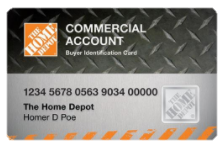 THE
HOME
DEPOT
COMMERCIAL
ACCOUNT
Buyer Identification Card
1234 5678 0563 9034 00000
The Home Depot
Homer D Poe